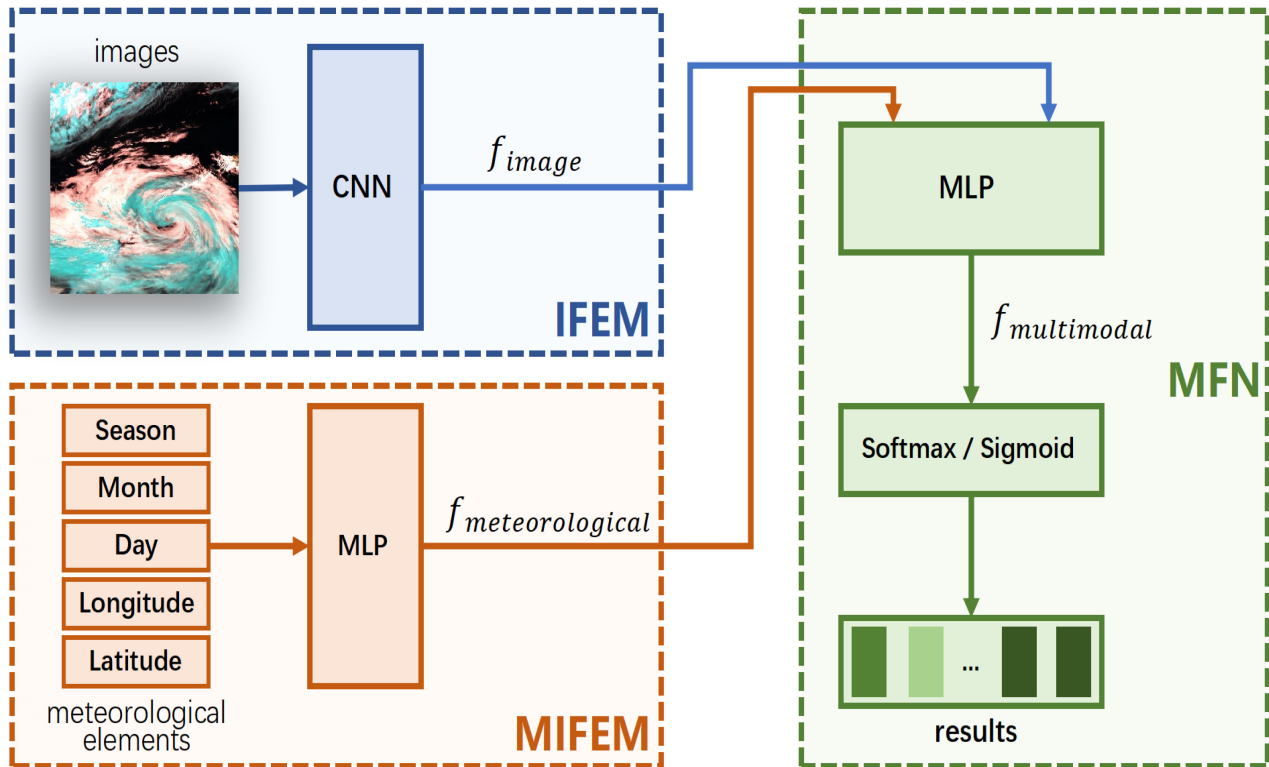 images
CNN
f_image
IFEM
Season
Month
Day
Longitude
Latitude
meteorological
elements
MLP
f_meteorological
MIFEM
MLP
f_multimodal
MFN
Softmax / Sigmoid
...
results